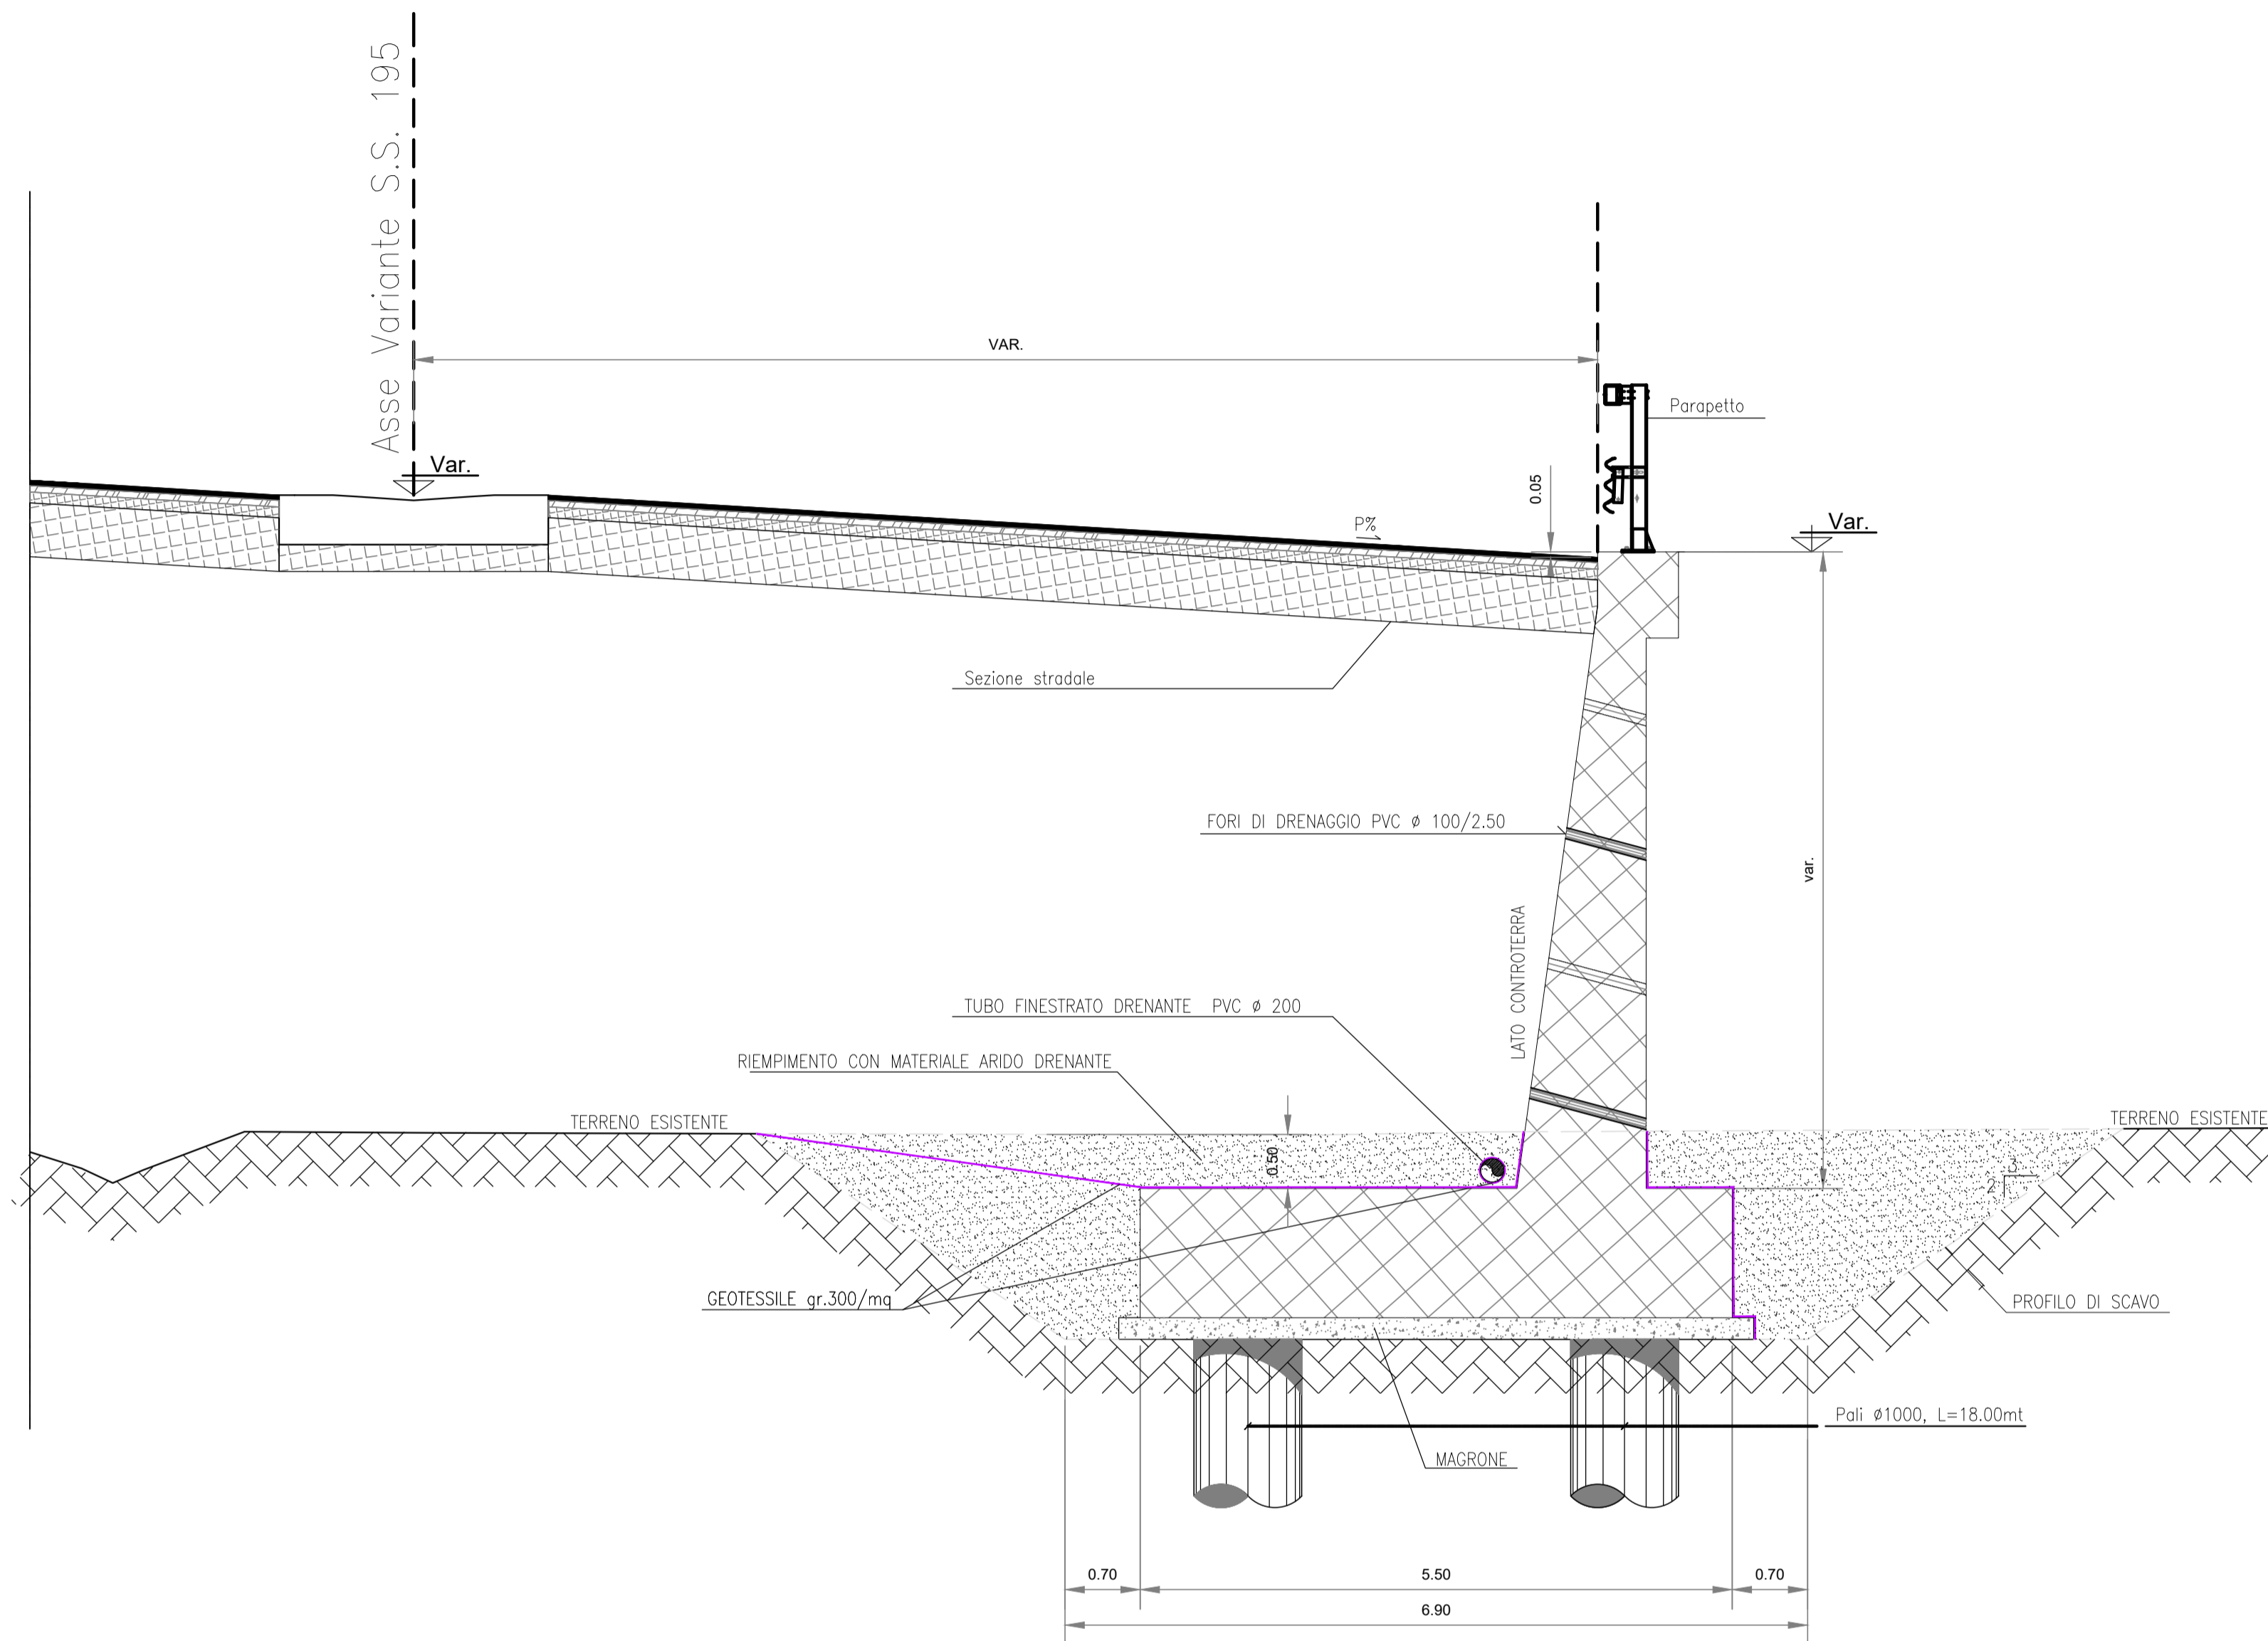 Asse Variante S.S. 195
VAR.
Parapetto
Var.
0.05
P%
Var.
Sezione stradale
FORI DI DRENAGGIO PVC ø 100/2.50
var.
LATO CONTROTERRA
TUBO FINESTRATO DRENANTE PVC ø 200
RIEMPIMENTO CON MATERIALE ARIDO DRENANTE
TERRENO ESISTENTE
TERRENO ESISTENTE
0.50
3
2
GEOTESSILE gr.300/mq
PROFILO DI SCAVO
Pali ø1000, L=18.00mt
MAGRONE
0.70
5.50
0.70
6.90